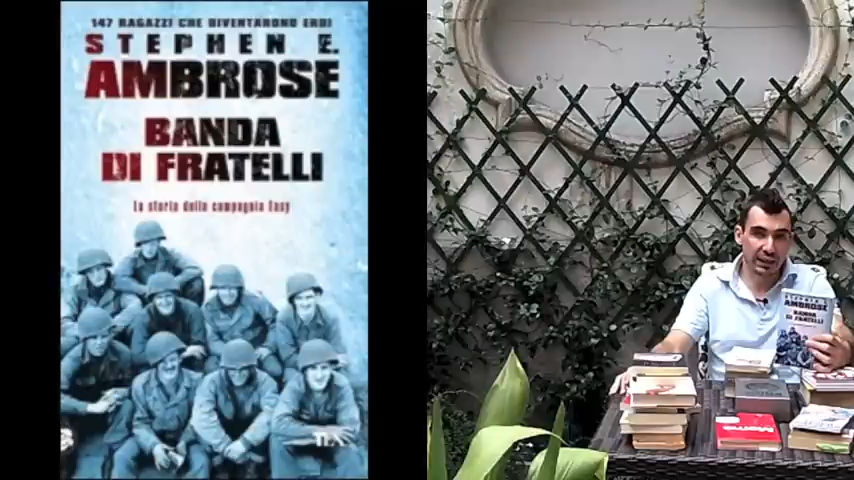 147 RAGAZZI CHE DIVENTARONO EROI
STEPHEN E.
AMBROSE
BANDA
DI FRATELLI
La storia della compagnia Easy
STEPHEN E.
AMBROSE
BANDA
DI FRATELLI